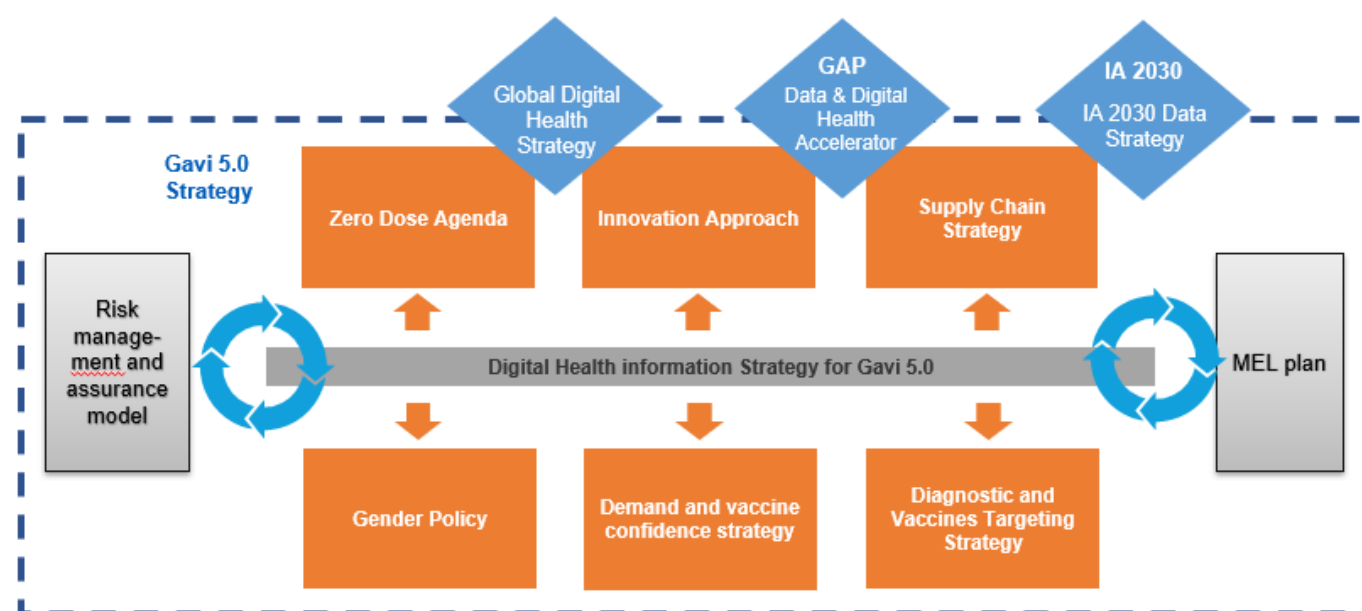 Global Digital
Health
Strategy
GAP
Data & Digital
Health
Accelerator
IA 2030
IA 2030 Data
Strategy
Gavi 5.0
Strategy
Zero Dose Agenda
Innovation Approach
Supply Chain
Strategy
Risk
manage-
ment and
assurance
model
Digital Health information Strategy for Gavi 5.0
MEL plan
Gender Policy
Demand and vaccine
confidence strategy
Diagnostic and
Vaccines Targeting
Strategy